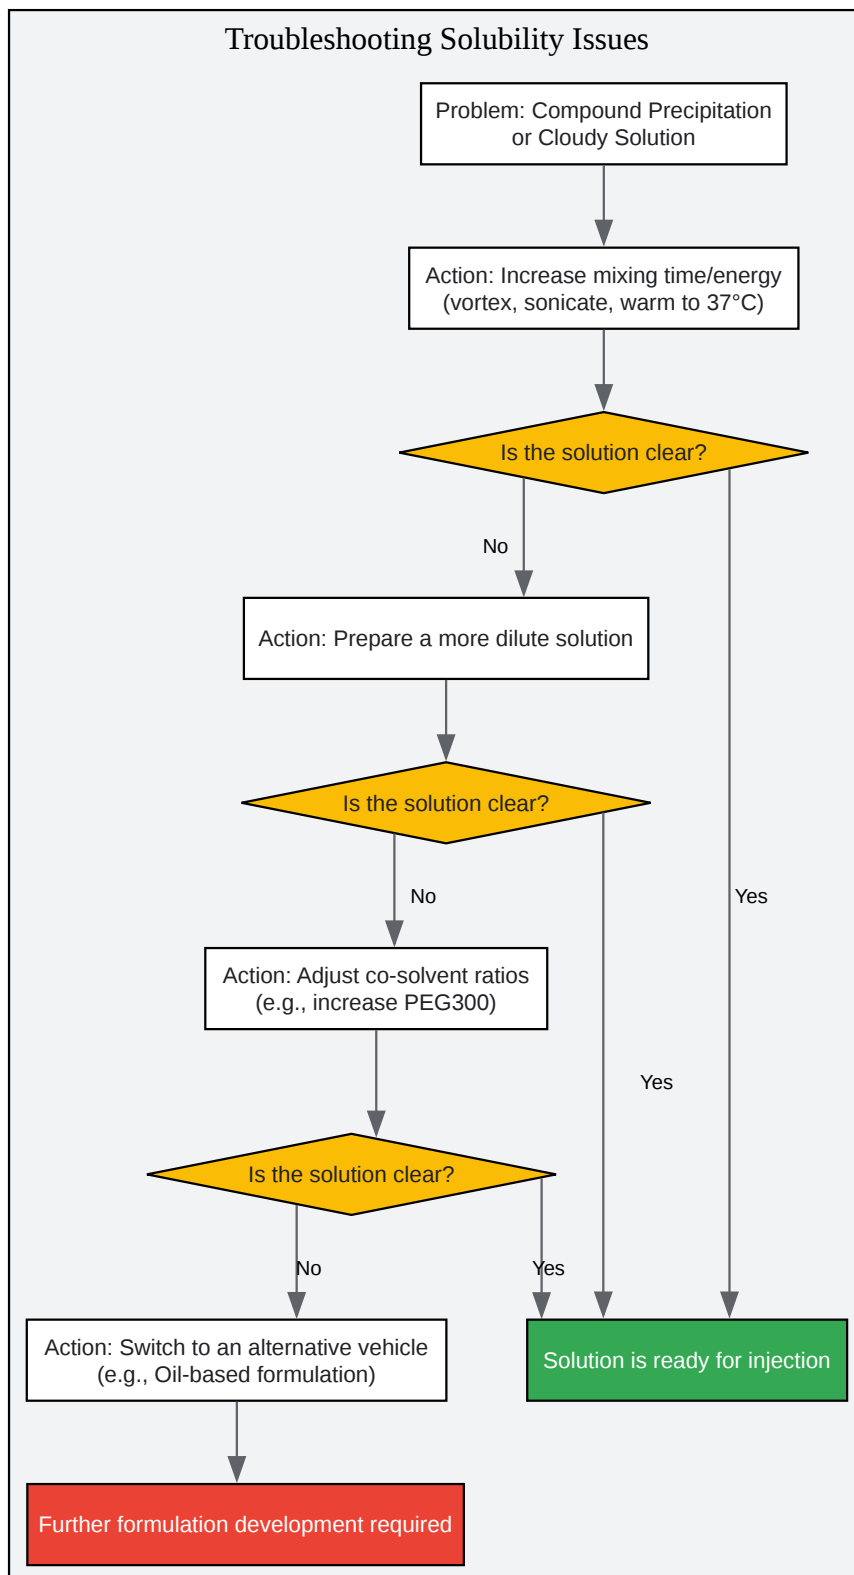 Troubleshooting Solubility Issues
Problem: Compound Precipitation
or Cloudy Solution
Action: Increase mixing time/energy
(vortex, sonicate, warm to 37°C)
Is the solution clear?
No
Action: Prepare a more dilute solution
Is the solution clear?
No
Yes
Action: Adjust co-solvent ratios
(e.g., increase PEG300)
Yes
Is the solution clear?
No
Yes
Action: Switch to an alternative vehicle
(e.g., Oil-based formulation)
Solution is ready for injection
Further formulation development required